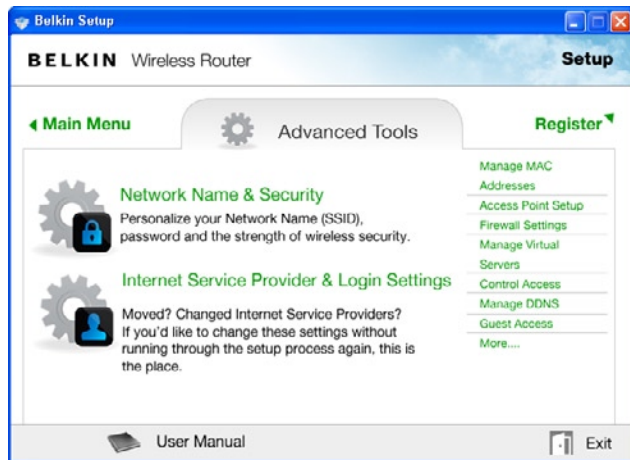 Belkin Setup
BELKIN Wireless Router
Setup
Main Menu
Advanced Tools
Register
Network Name & Security
Personalize your Network Name (SSID),
password and the strength of wireless security.
Internet Service Provider & Login Settings
Moved? Changed Internet Service Providers?
If you'd like to change these settings without
running through the setup process again, this is
the place.
Manage MAC
Addresses
Access Point Setup
Firewall Settings
Manage Virtual
Servers
Control Access
Manage DDNS
Guest Access
More....
User Manual
Exit